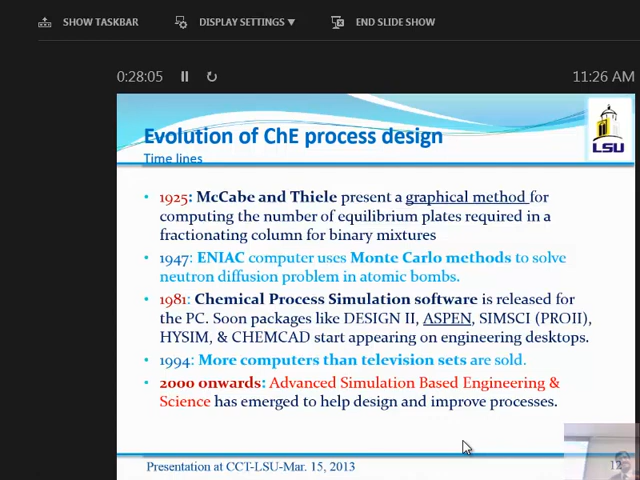 SHOW TASKBAR DISPLAY SETTINGS ▾ END SLIDE SHOW
0:28:05 11:26 AM
Evolution of ChE process design
Time lines
LSU
• 1925: McCabe and Thiele present a graphical method for
computing the number of equilibrium plates required in a
fractionating column for binary mixtures
• 1947: ENIAC computer uses Monte Carlo methods to solve
neutron diffusion problem in atomic bombs.
• 1981: Chemical Process Simulation software is released for
the PC. Soon packages like DESIGN II, ASPEN, SIMSCI (PROII),
HYSIM, & CHEMCAD start appearing on engineering desktops.
• 1994: More computers than television sets are sold.
• 2000 onwards: Advanced Simulation Based Engineering &
Science has emerged to help design and improve processes.
Presentation at CCT-LSU-Mar. 15, 2013 12